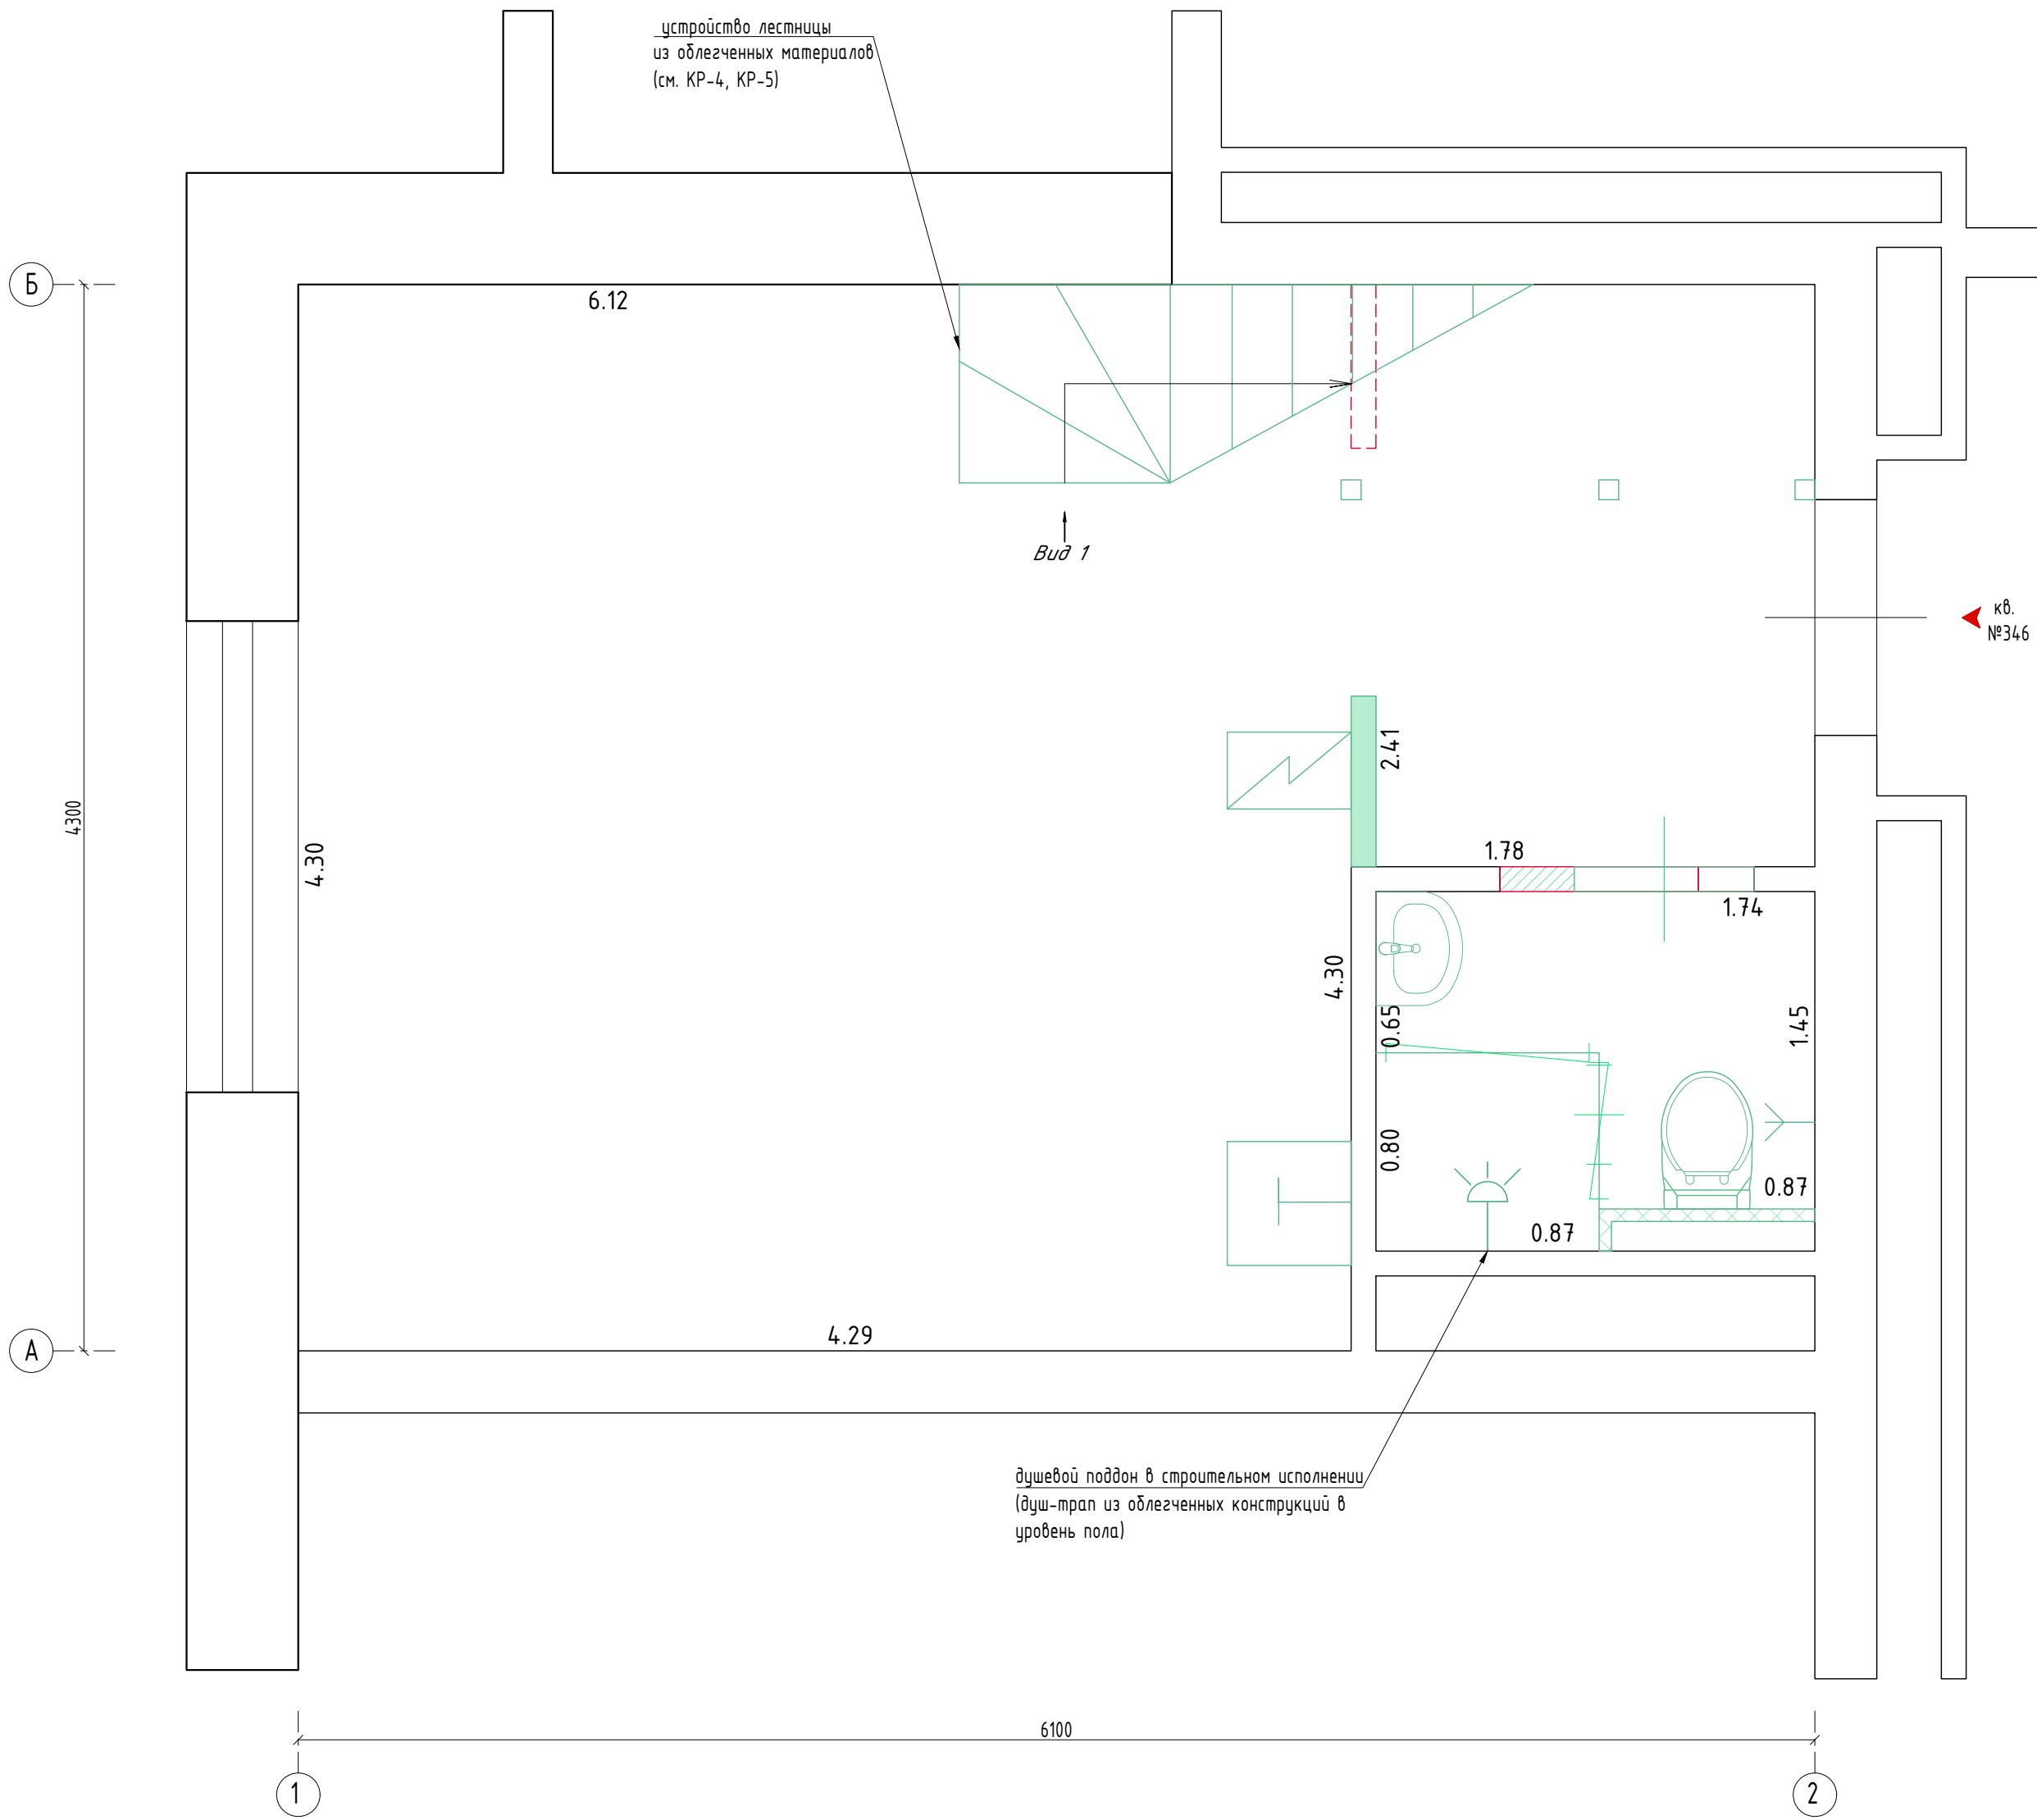 устройство лестницы
из облегченных материалов
(см. КР-4, КР-5)
Б
6.12
Вид 1
кв.
№346
2.41
4300
4.30
1.78
1.74
4.30
0.65
1.45
0.80
0.87
0.87
А
4.29
душевой поддон в строительном исполнении
(душ-трап из облегченных конструкций в
уровень пола)
6100
1
2